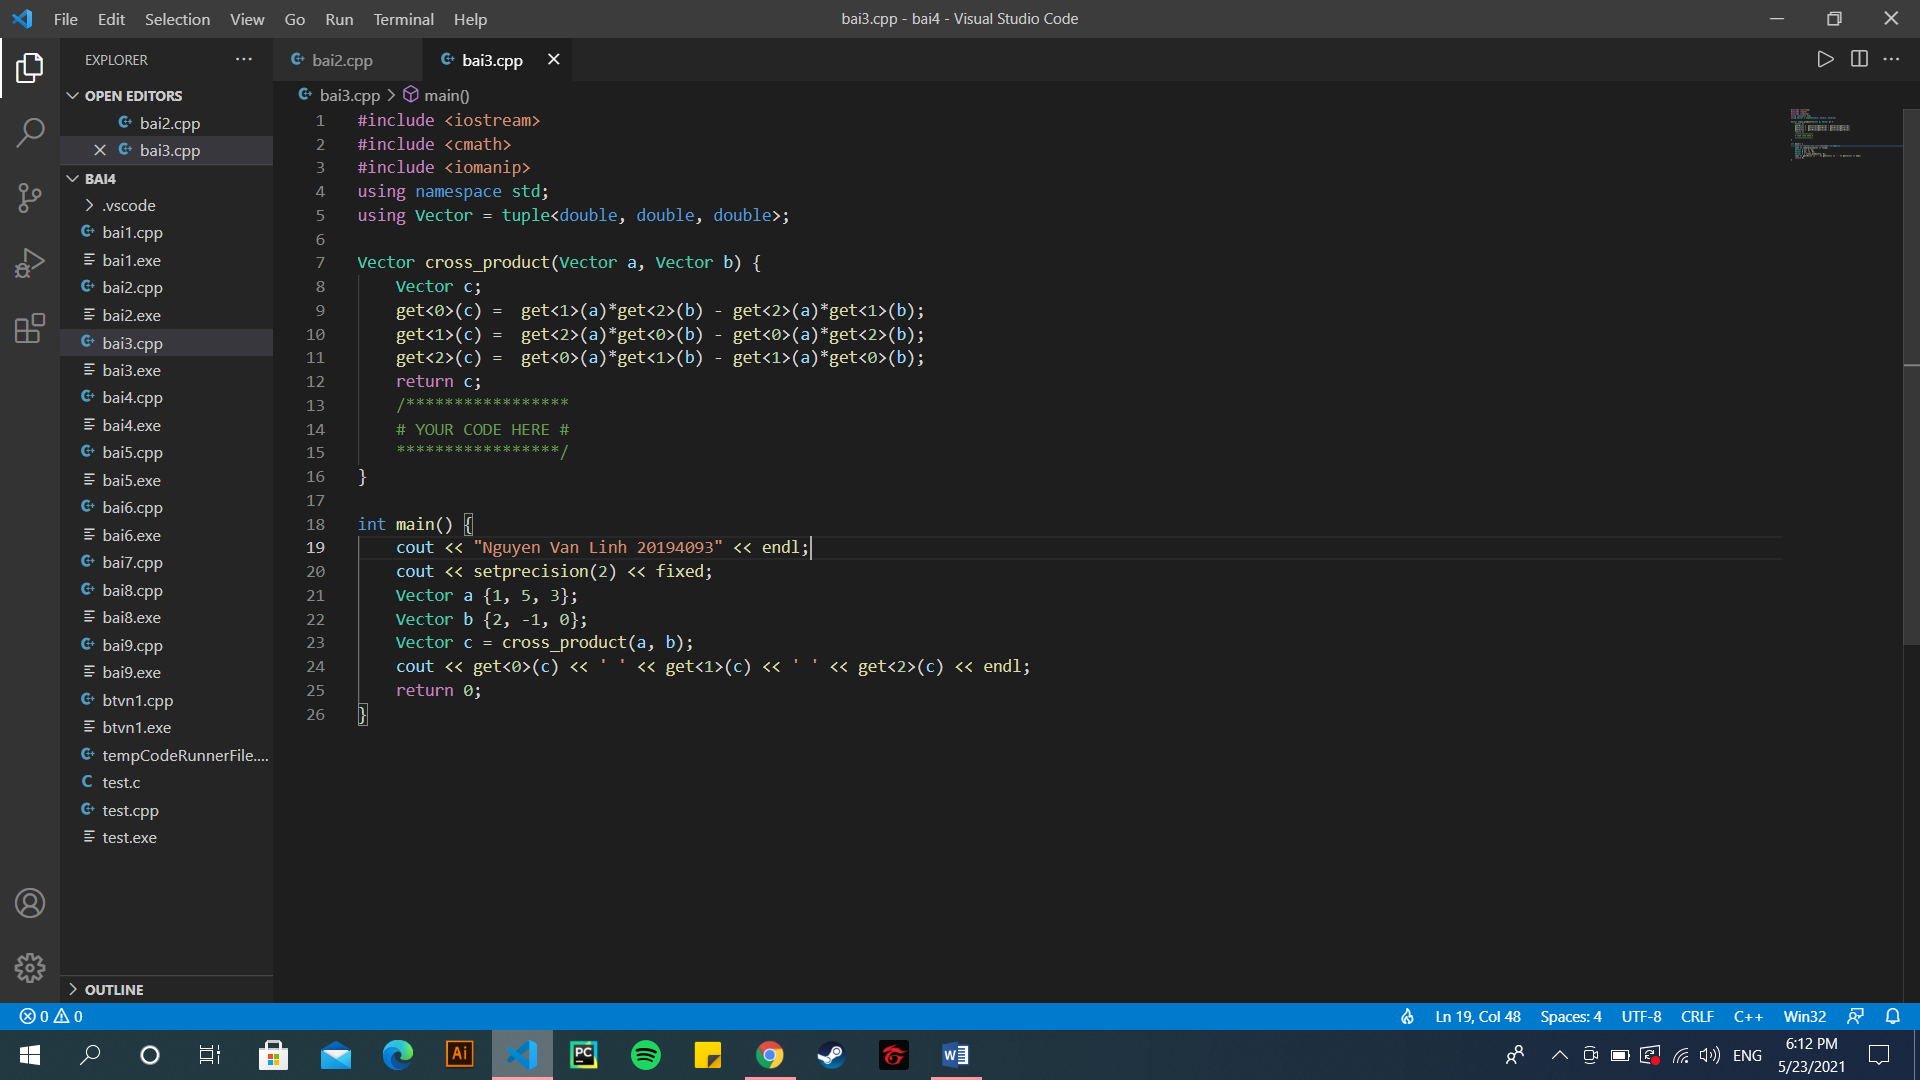 File Edit Selection View Go Run Terminal Help
bai3.cpp - bai4 - Visual Studio Code
EXPLORER
OPEN EDITORS
bai2.cpp
bai3.cpp
BAI4
.vscode
bai1.cpp
bai1.exe
bai2.cpp
bai2.exe
bai3.cpp
bai3.exe
bai4.cpp
bai4.exe
bai5.cpp
bai5.exe
bai6.cpp
bai6.exe
bai7.cpp
bai8.cpp
bai8.exe
bai9.cpp
bai9.exe
btvn1.cpp
btvn1.exe
tempCodeRunnerFile....
test.c
test.cpp
test.exe
OUTLINE
bai2.cpp bai3.cpp
bai3.cpp > main()
1 #include <iostream>
2 #include <cmath>
3 #include <iomanip>
4 using namespace std;
5 using Vector = tuple<double, double, double>;
6
7 Vector cross_product(Vector a, Vector b) {
8     Vector c;
9     get<0>(c) =  get<1>(a)*get<2>(b) - get<2>(a)*get<1>(b);
10     get<1>(c) =  get<2>(a)*get<0>(b) - get<0>(a)*get<2>(b);
11     get<2>(c) =  get<0>(a)*get<1>(b) - get<1>(a)*get<0>(b);
12     return c;
13     /*****************
14     # YOUR CODE HERE #
15     *****************/
16 }
17
18 int main() {
19     cout << "Nguyen Van Linh 20194093" << endl;
20     cout << setprecision(2) << fixed;
21     Vector a {1, 5, 3};
22     Vector b {2, -1, 0};
23     Vector c = cross_product(a, b);
24     cout << get<0>(c) << ' ' << get<1>(c) << ' ' << get<2>(c) << endl;
25     return 0;
26 }
0 0 Ln 19, Col 48 Spaces: 4 UTF-8 CRLF C++ Win32
Ai PC W ENG
6:12 PM
5/23/2021